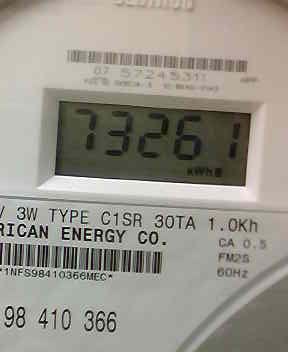 07 57245311
73261
kWh
V 3W TYPE C1SR 30TA 1.0Kh
RICAN ENERGY CO.
CA 0.5
FM2S
*1NFS98410366MEC*
60Hz
98 410 366